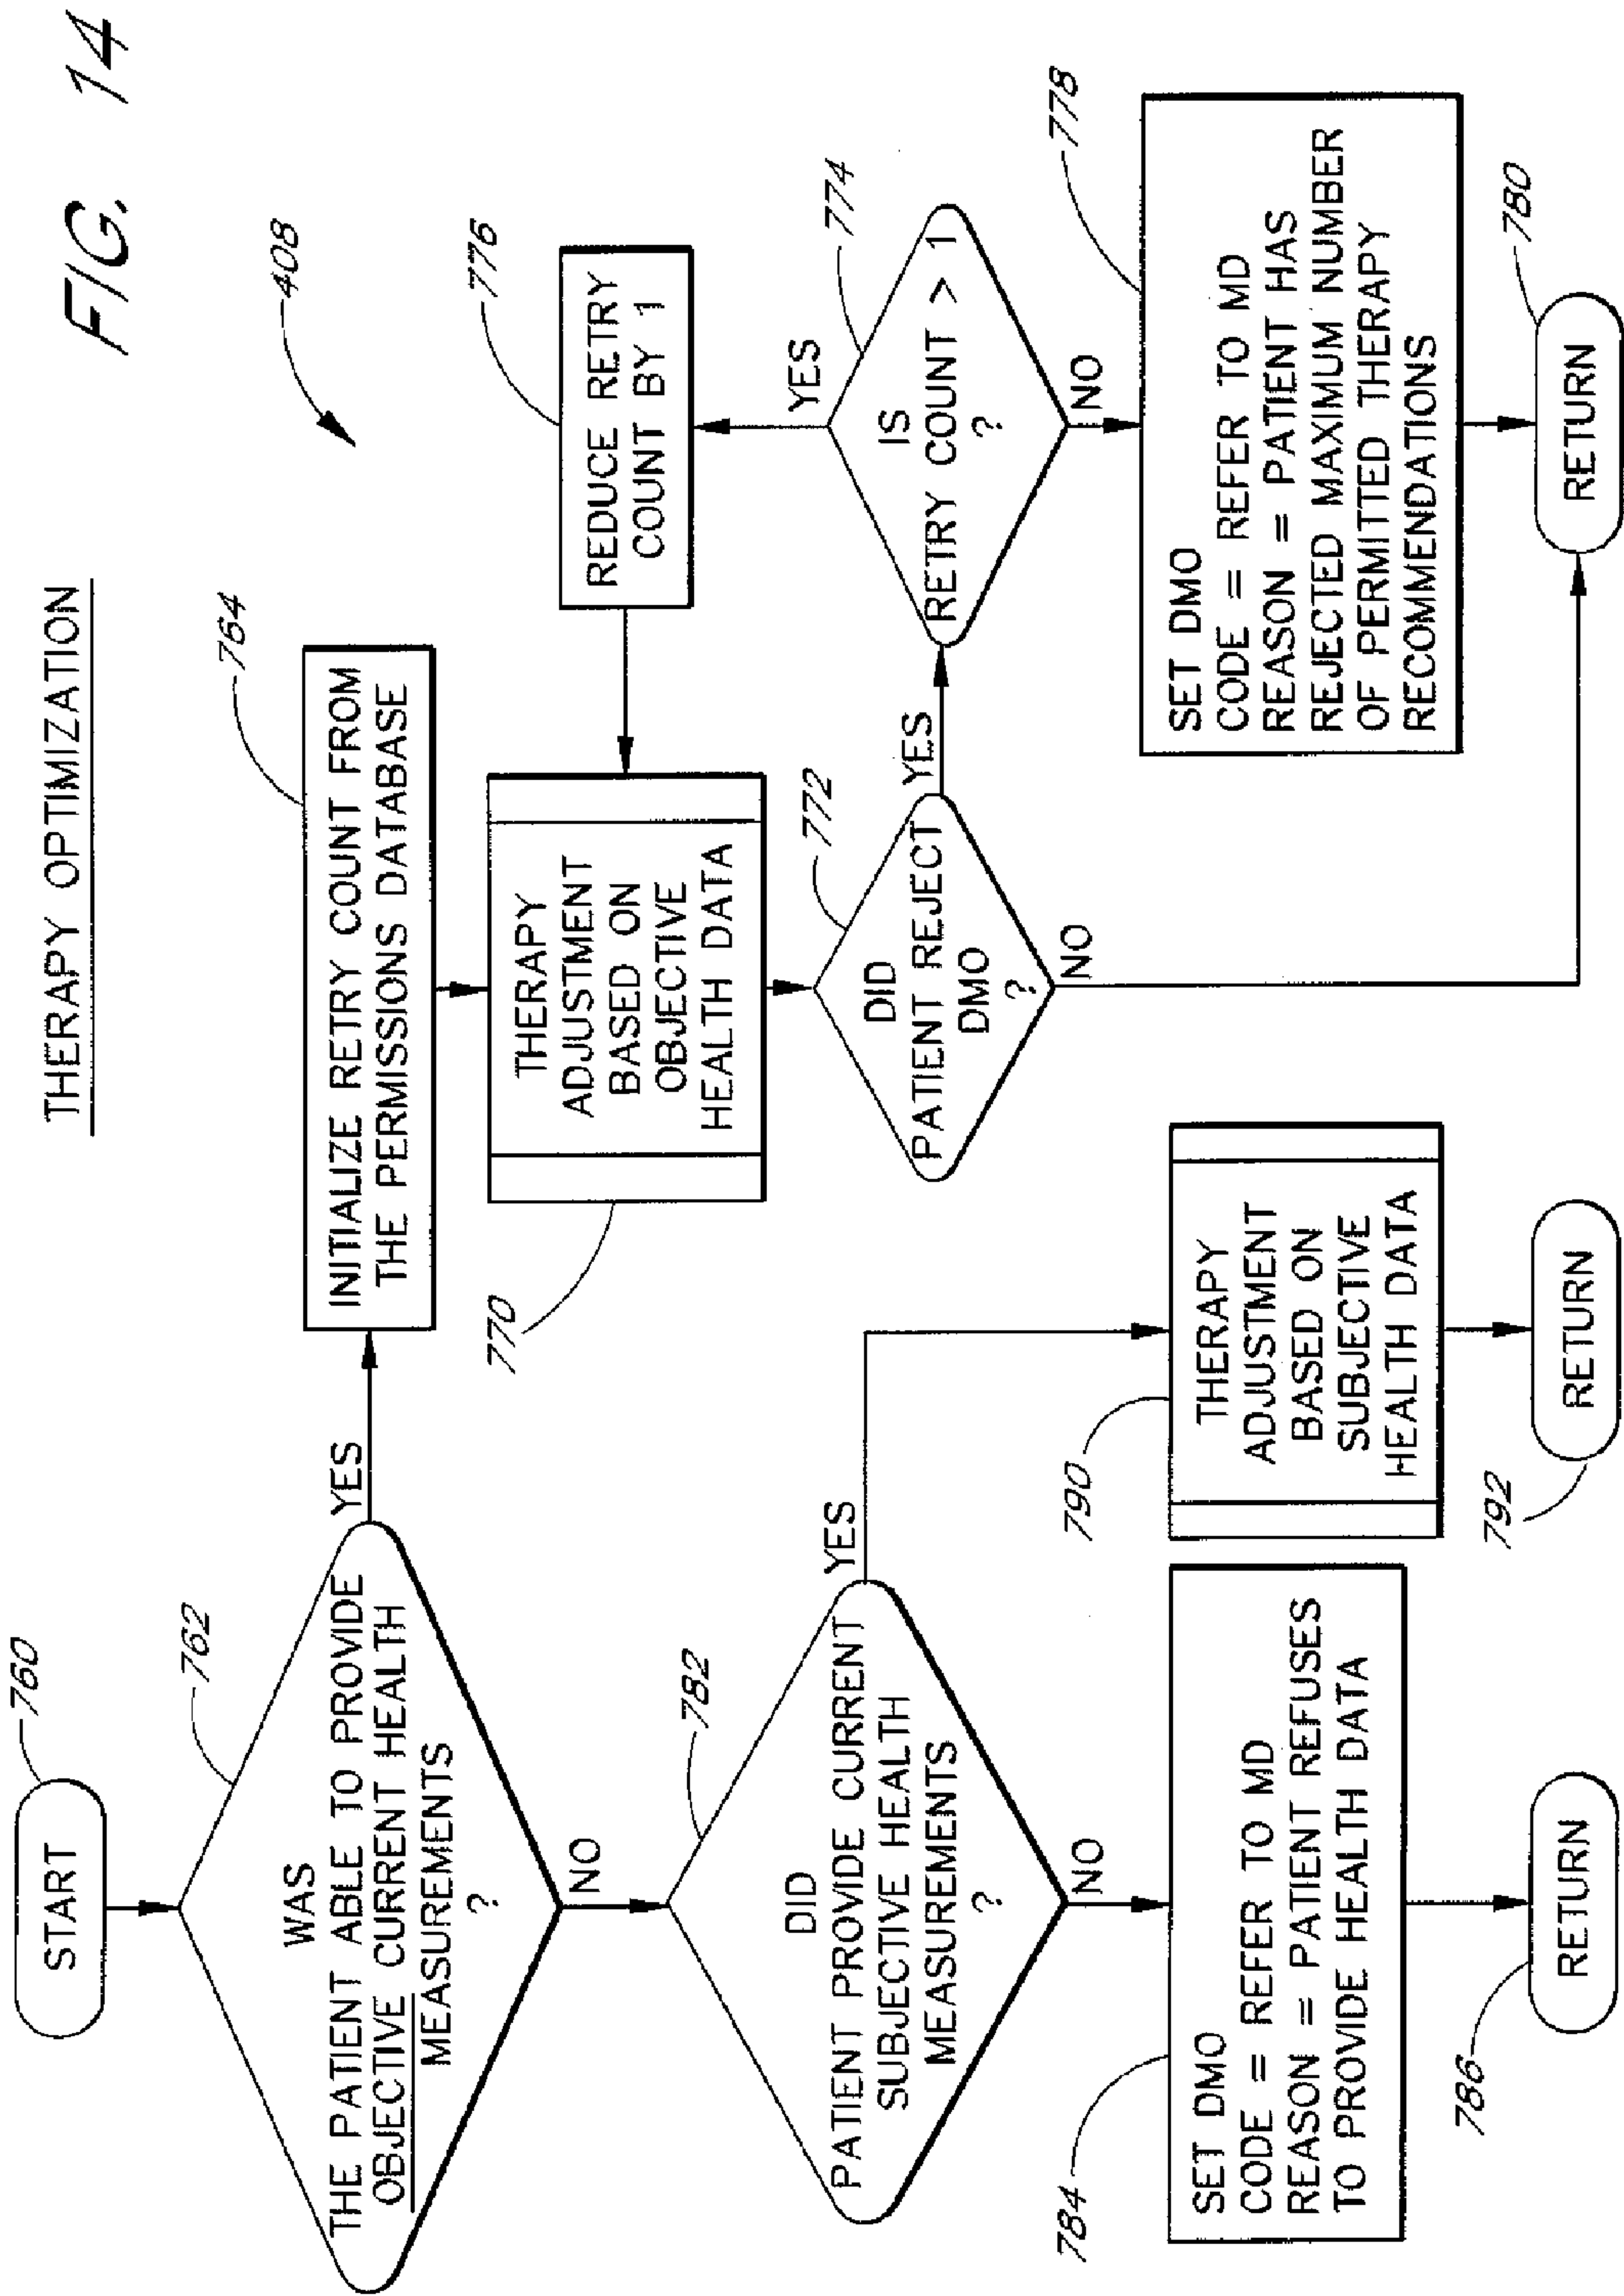 THERAPY OPTIMIZATION
FIG. 14
408
START
760
WAS
THE PATIENT ABLE TO PROVIDE
OBJECTIVE CURRENT HEALTH
MEASUREMENTS
?
762
YES
NO
INITIALIZE RETRY COUNT FROM
THE PERMISSIONS DATABASE
764
THERAPY
ADJUSTMENT
BASED ON
OBJECTIVE
HEALTH DATA
770
REDUCE RETRY
COUNT BY 1
776
DID
PATIENT REJECT
DMO
?
772
YES
NO
IS
RETRY COUNT > 1
?
774
YES
NO
SET DMO
CODE = REFER TO MD
REASON = PATIENT HAS
REJECTED MAXIMUM NUMBER
OF PERMITTED THERAPY
RECOMMENDATIONS
778
RETURN
780
DID
PATIENT PROVIDE CURRENT
SUBJECTIVE HEALTH
MEASUREMENTS
?
782
YES
NO
SET DMO
CODE = REFER TO MD
REASON = PATIENT REFUSES
TO PROVIDE HEALTH DATA
784
RETURN
786
THERAPY
ADJUSTMENT
BASED ON
SUBJECTIVE
HEALTH DATA
790
RETURN
792